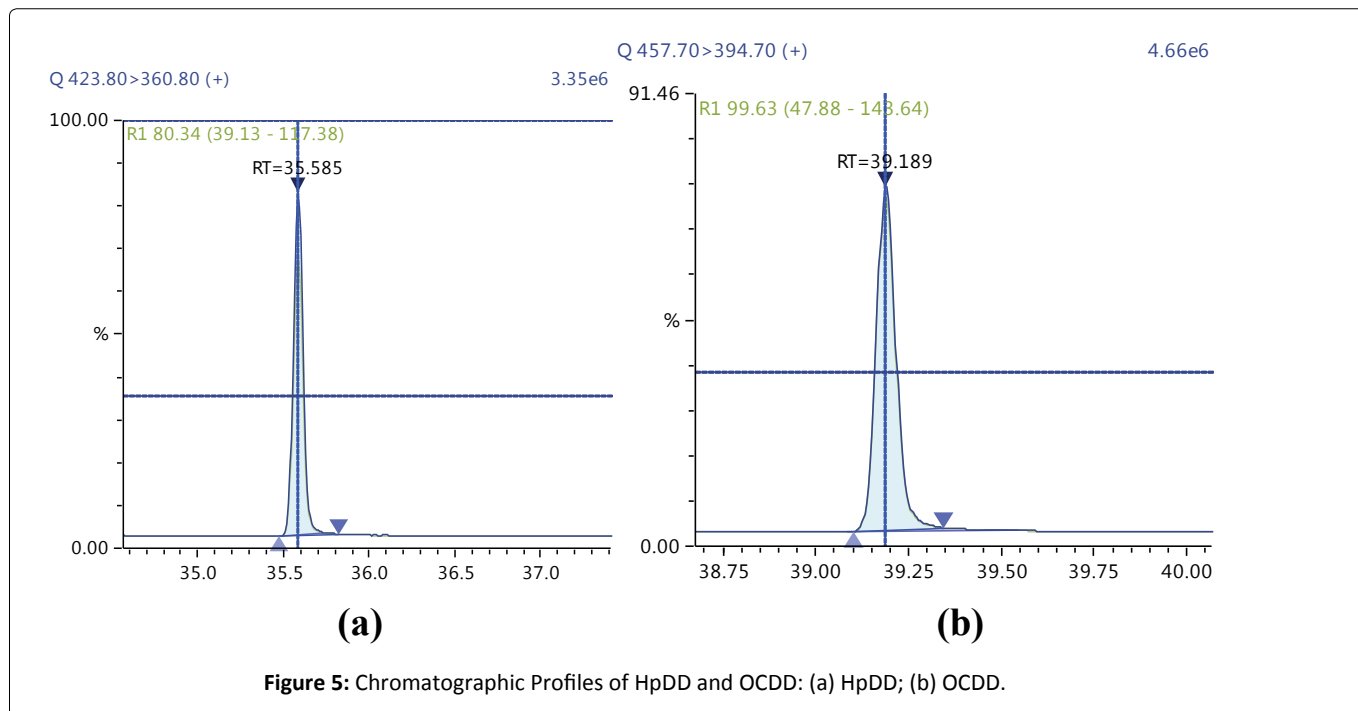 Q 423.80>360.80 (+) 3.35e6
100.00
R1 80.34 (39.13 - 117.38)
RT=35.585
%
0.00
35.0 35.5 36.0 36.5 37.0
(a)
Q 457.70>394.70 (+) 4.66e6
91.46
R1 99.63 (47.88 - 148.64)
RT=39.189
%
0.00
38.75 39.00 39.25 39.50 39.75 40.00
(b)
Figure 5: Chromatographic Profiles of HpDD and OCDD: (a) HpDD; (b) OCDD.